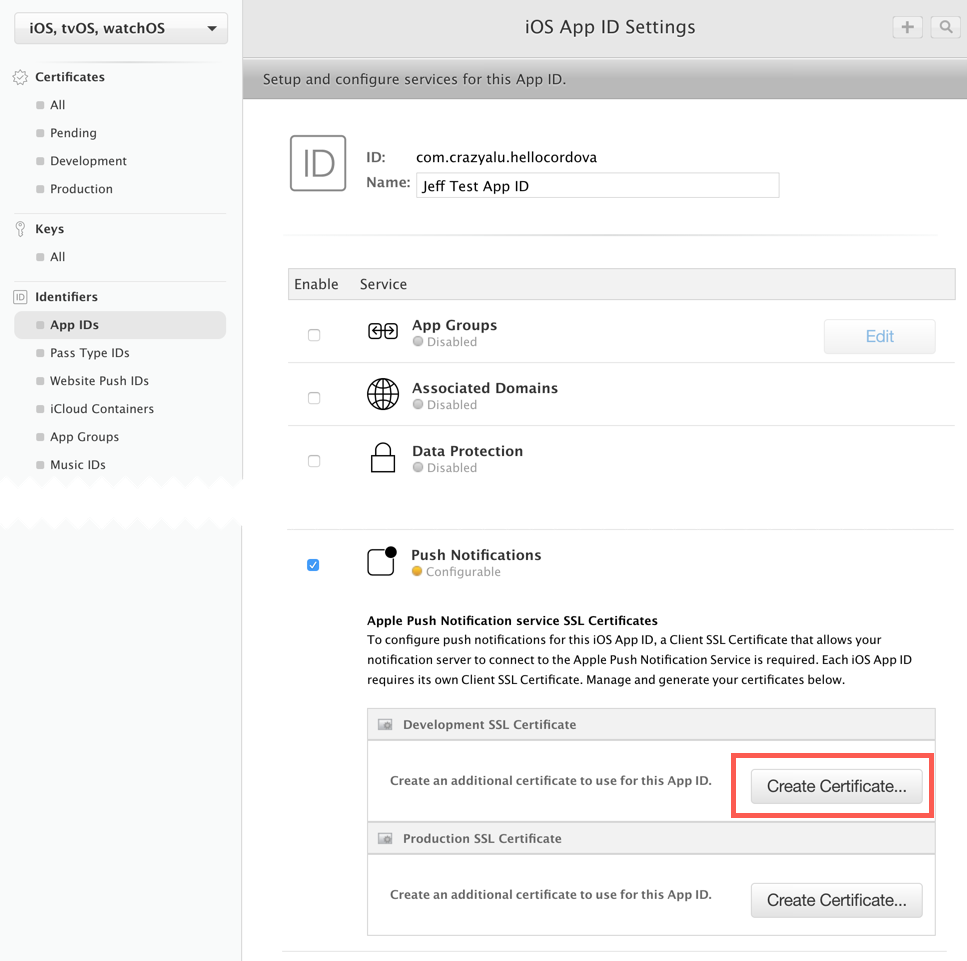 iOS, tvOS, watchOS
Certificates
All
Pending
Development
Production
Keys
All
ID Identifiers
App IDs
Pass Type IDs
Website Push IDs
iCloud Containers
App Groups
Music IDs
iOS App ID Settings
Setup and configure services for this App ID.
ID
ID: com.crazyalu.hellocordova
Name: Jeff Test App ID
Enable Service
App Groups
Disabled
Edit
Associated Domains
Disabled
Data Protection
Disabled
Push Notifications
Configurable
Apple Push Notification service SSL Certificates
To configure push notifications for this iOS App ID, a Client SSL Certificate that allows your
notification server to connect to the Apple Push Notification Service is required. Each iOS App ID
requires its own Client SSL Certificate. Manage and generate your certificates below.
Development SSL Certificate
Create an additional certificate to use for this App ID.
Create Certificate...
Production SSL Certificate
Create an additional certificate to use for this App ID.
Create Certificate...